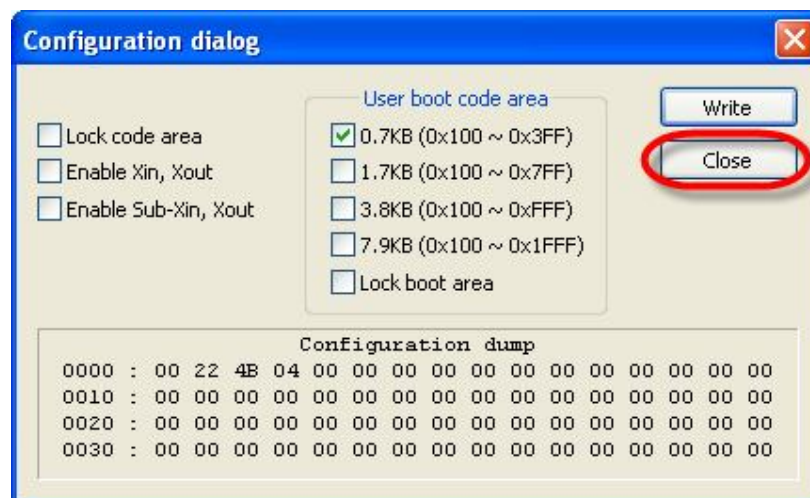 Configuration dialog
User boot code area
Write
Lock code area
0.7KB (0x100 ~ 0x3FF)
Close
Enable Xin, Xout
1.7KB (0x100 ~ 0x7FF)
Enable Sub-Xin, Xout
3.8KB (0x100 ~ 0xFFF)
7.9KB (0x100 ~ 0x1FFF)
Lock boot area
Configuration dump
0000 : 00 22 4B 04 00 00 00 00 00 00 00 00 00 00 00 00
0010 : 00 00 00 00 00 00 00 00 00 00 00 00 00 00 00 00
0020 : 00 00 00 00 00 00 00 00 00 00 00 00 00 00 00 00
0030 : 00 00 00 00 00 00 00 00 00 00 00 00 00 00 00 00